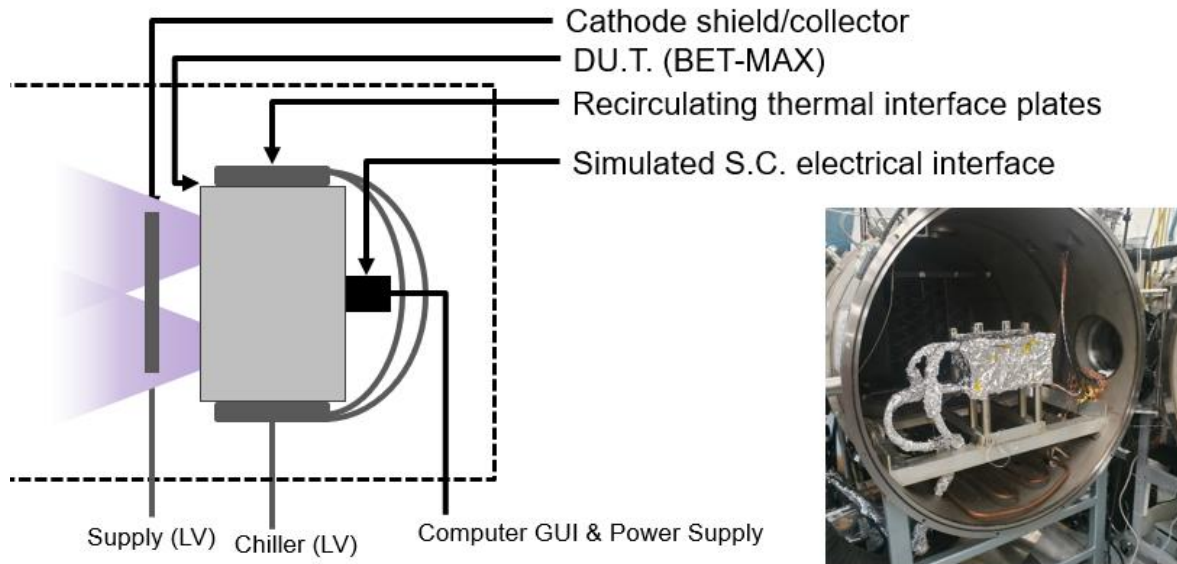 Cathode shield/collector
DU.T. (BET-MAX)
Recirculating thermal interface plates
Simulated S.C. electrical interface
Supply (LV)
Chiller (LV)
Computer GUI & Power Supply